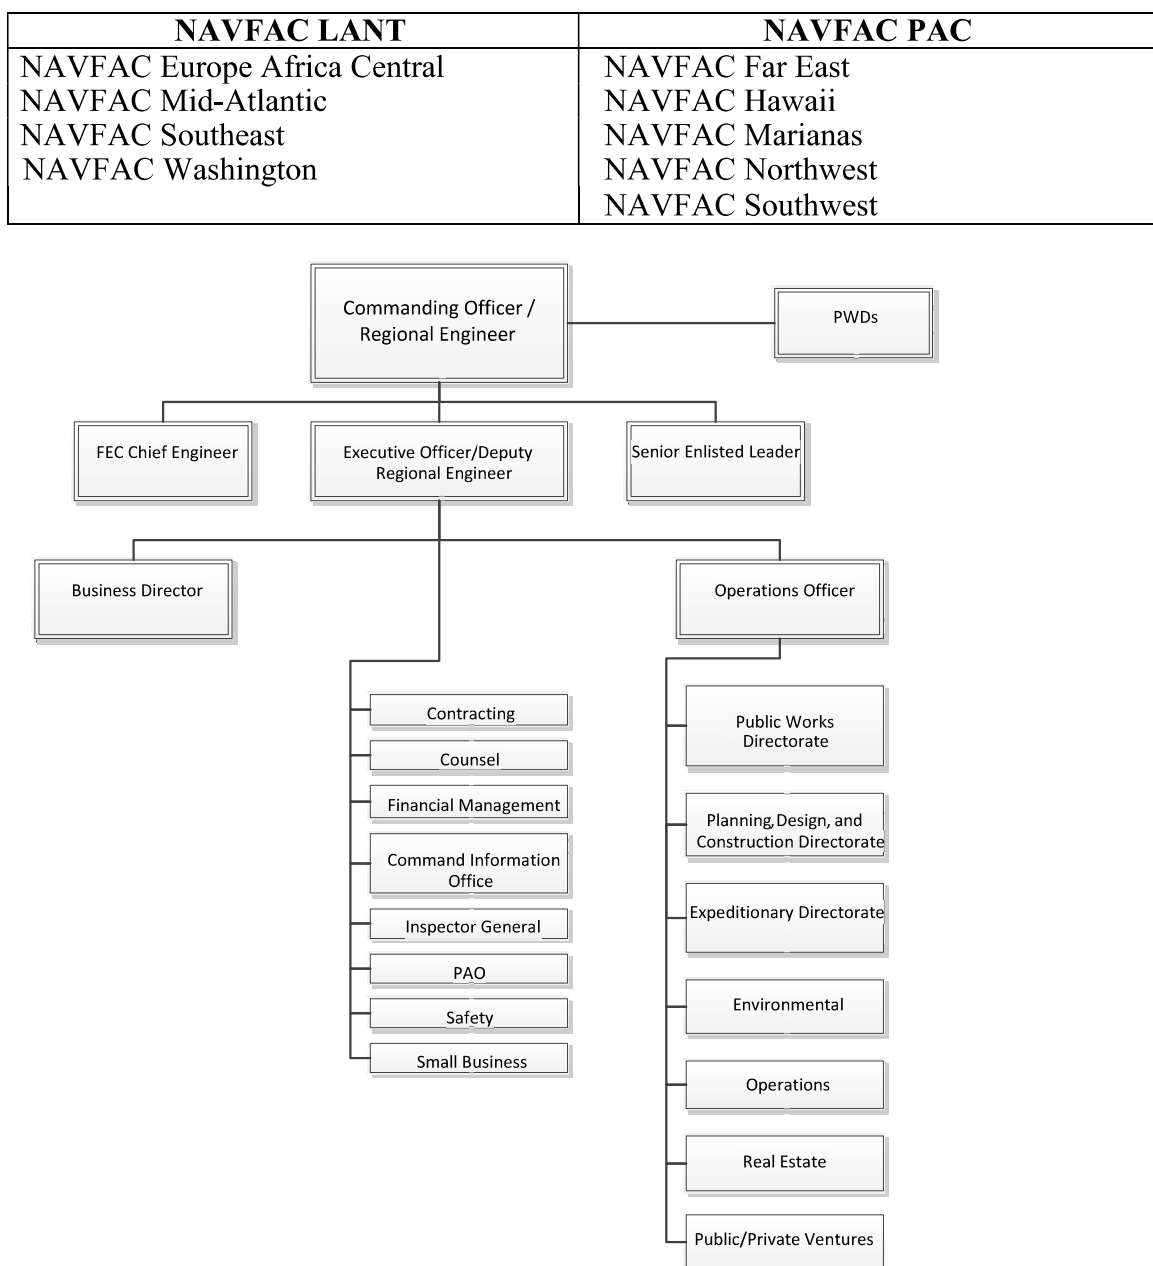 NAVFAC LANT
NAVFAC PAC
NAVFAC Europe Africa Central
NAVFAC Mid-Atlantic
NAVFAC Southeast
NAVFAC Washington
NAVFAC Far East
NAVFAC Hawaii
NAVFAC Marianas
NAVFAC Northwest
NAVFAC Southwest
Commanding Officer /
Regional Engineer
PWDs
FEC Chief Engineer
Executive Officer/Deputy
Regional Engineer
Senior Enlisted Leader
Business Director
Operations Officer
Contracting
Counsel
Financial Management
Command Information
Office
Inspector General
PAO
Safety
Small Business
Public Works
Directorate
Planning, Design, and
Construction Directorate
Expeditionary Directorate
Environmental
Operations
Real Estate
Public/Private Ventures